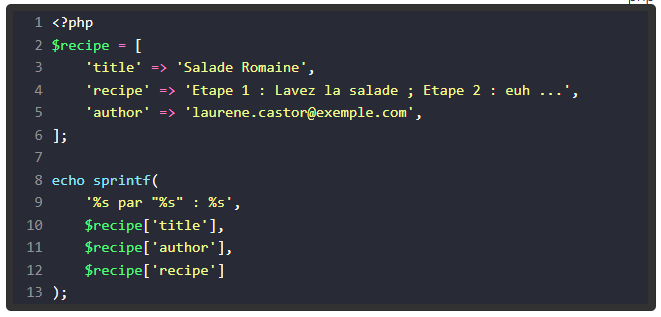 1 <?php
2 $recipe = [
3     'title' => 'Salade Romaine',
4     'recipe' => 'Etape 1 : Lavez la salade ; Etape 2 : euh ...',
5     'author' => 'laurene.castor@exemple.com',
6 ];
7
8 echo sprintf(
9     '%s par "%s" : %s',
10     $recipe['title'],
11     $recipe['author'],
12     $recipe['recipe']
13 );